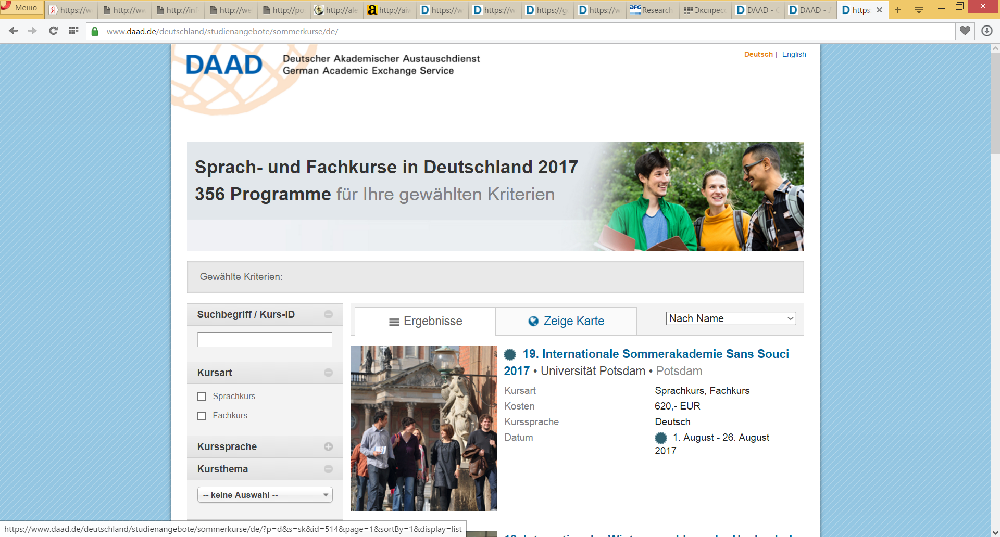 Меню
https://w
http://ww
http://inf
http://we
http://po
http://ale
http://aiw
https://w
https://w
https://g
https://w
Research
Экспресс
DAAD - 
DAAD - 
https:
www.daad.de/deutschland/studienangebote/sommerkurse/de/
DAAD
Deutscher Akademischer Austauschdienst
German Academic Exchange Service
Deutsch | English
Sprach- und Fachkurse in Deutschland 2017
356 Programme für Ihre gewählten Kriterien
Gewählte Kriterien:
Suchbegriff / Kurs-ID
Kursart
Sprachkurs
Fachkurs
Kurssprache
Kursthema
-- keine Auswahl --
Ergebnisse
Zeige Karte
Nach Name
19. Internationale Sommerakademie Sans Souci
2017 • Universität Potsdam • Potsdam
Kursart Sprachkurs, Fachkurs
Kosten 620,- EUR
Kurssprache Deutsch
Datum 1. August - 26. August
2017
https://www.daad.de/deutschland/studienangebote/sommerkurse/de/?p=d&s=sk&id=514&page=1&sortBy=1&display=list